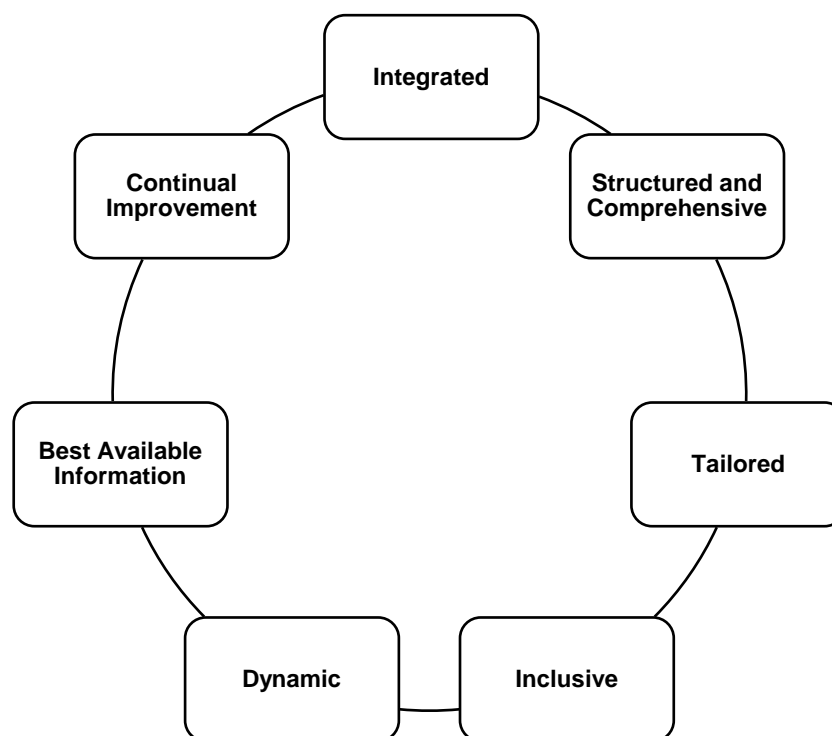 Integrated
Structured and
Comprehensive
Tailored
Inclusive
Dynamic
Best Available
Information
Continual
Improvement